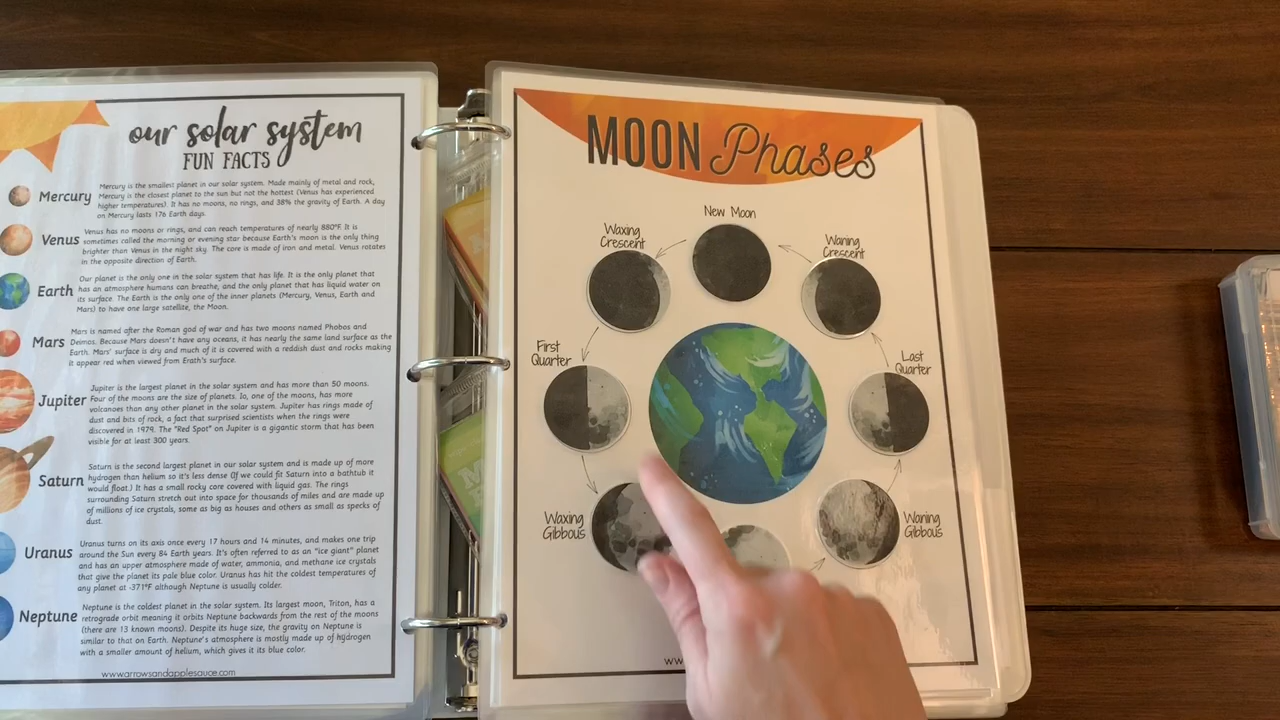 our solar system
FUN FACTS
Mercury
Mercury is the smallest planet in our solar system. Made mainly of metal and rock,
Mercury is the closest planet to the sun but not the hottest (Venus has experienced
higher temperatures). It has no moons, no rings, and 38% the gravity of Earth. A day
on Mercury lasts 176 Earth days.
Venus
Venus has no moons or rings, and can reach temperatures of nearly 880°F. It is
sometimes called the morning or evening star because Earth's moon is the only thing
brighter than Venus in the night sky. The core is made of iron and metal. Venus rotates
in the opposite direction of Earth.
Earth
Our planet is the only one in the solar system that has life. It is the only planet that
has an atmosphere humans can breathe, and the only planet that has liquid water on
its surface. The Earth is the only one of the inner planets (Mercury, Venus, Earth and
Mars) to have one large satellite, the Moon.
Mars
Mars is named after the Roman god of war and has two moons named Phobos and
Deimos. Because Mars doesn't have any oceans, it has nearly the same land surface as the
Earth. Mars' surface is dry and much of it is covered with a reddish dust and rocks making
it appear red when viewed from Erath's surface.
Jupiter
Jupiter is the largest planet in the solar system and has more than 50 moons.
Four of the moons are the size of planets. Io, one of the moons, has more
volcanoes than any other planet in the solar system. Jupiter has rings made of
dust and bits of rock, a fact that surprised scientists when the rings were
discovered in 1979. The "Red Spot" on Jupiter is a gigantic storm that has been
visible for at least 300 years.
Saturn
Saturn is the second largest planet in our solar system and is made up of more
hydrogen than helium so it's less dense (If we could fit Saturn into a bathtub it
would float.) It has a small rocky core covered with liquid gas. The rings
surrounding Saturn stretch out into space for thousands of miles and are made up
of millions of ice crystals, some as big as houses and others as small as specks of
dust.
Uranus
Uranus turns on its axis once every 17 hours and 14 minutes, and makes one trip
around the Sun every 84 Earth years. It's often referred to as an "ice giant" planet
and has an upper atmosphere made of water, ammonia, and methane ice crystals
that give the planet its pale blue color. Uranus has hit the coldest temperatures of
any planet at -371°F although Neptune is usually colder.
Neptune
Neptune is the coldest planet in the solar system. Its largest moon, Triton, has a
retrograde orbit meaning it orbits Neptune backwards from the rest of the moons
(there are 13 known moons). Despite its huge size, the gravity on Neptune is
similar to that on Earth. Neptune's atmosphere is mostly made up of hydrogen
with a smaller amount of helium, which gives it its blue color.
www.arrowsandapplesauce.com
MOON Phases
New Moon
Waxing
Crescent
Waning
Crescent
First
Quarter
Last
Quarter
Waxing
Gibbous
Waning
Gibbous